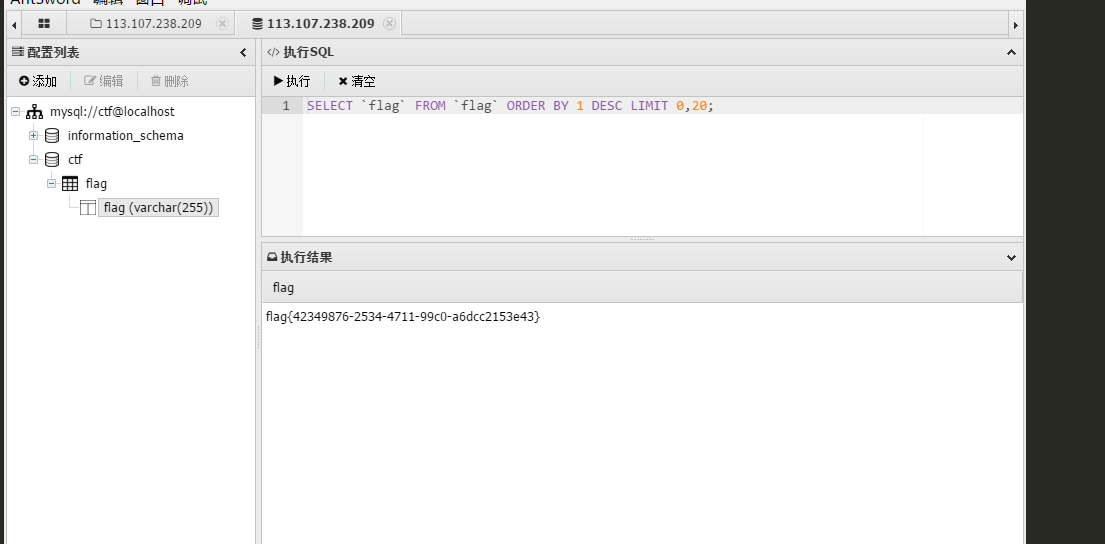 AntSword 编辑 窗口 调试
113.107.238.209
113.107.238.209
配置列表
添加 编辑 删除
mysql://ctf@localhost
information_schema
ctf
flag
flag (varchar(255))
执行SQL
执行 清空
1 SELECT `flag` FROM `flag` ORDER BY 1 DESC LIMIT 0,20;
执行结果
flag
flag{42349876-2534-4711-99c0-a6dcc2153e43}